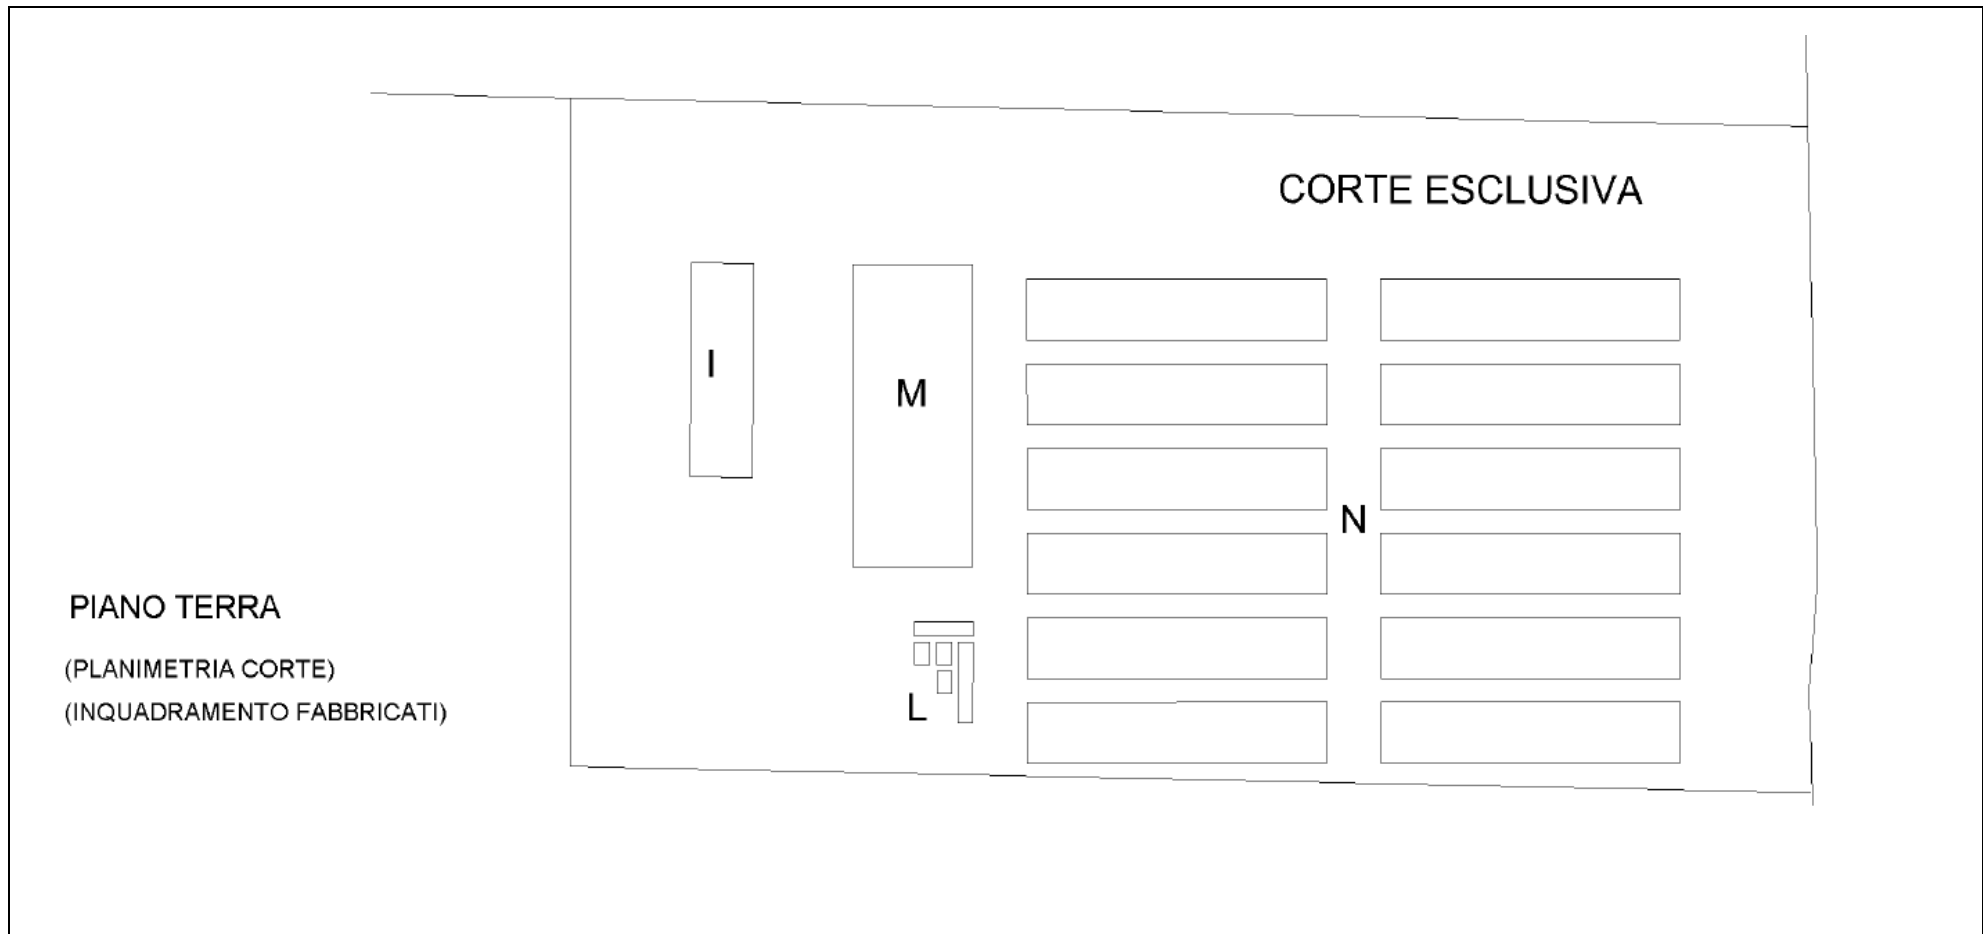 CORTE ESCLUSIVA
I
M
N
PIANO TERRA
(PLANIMETRIA CORTE)
L
(INQUADRAMENTO FABBRICATI)